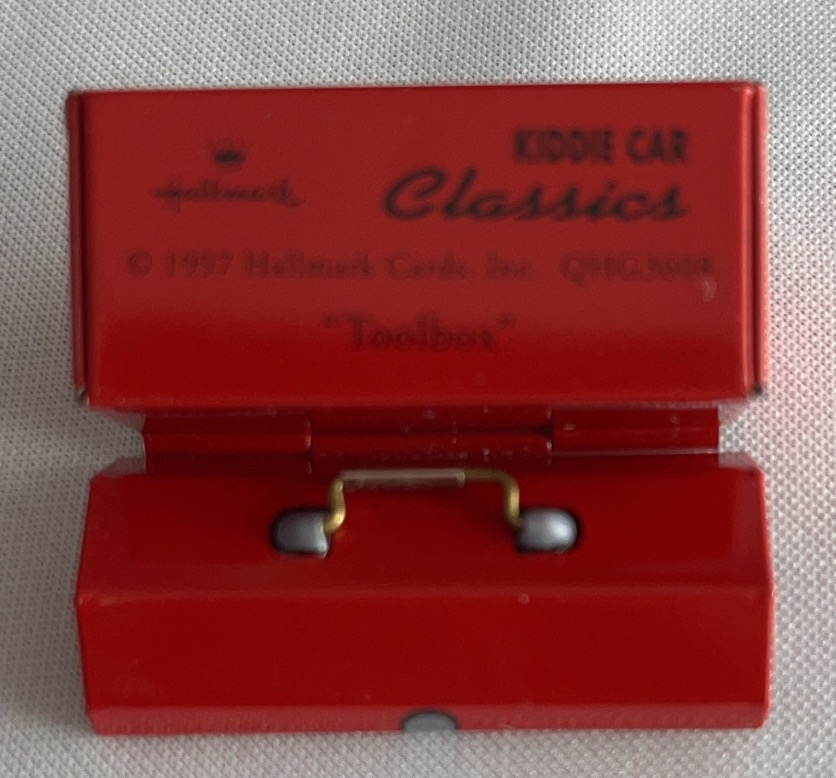 KIDDIE CAR
Hallmark Classics
© 1997 Hallmark Cards, Inc. QHG3608
"Toolbox"